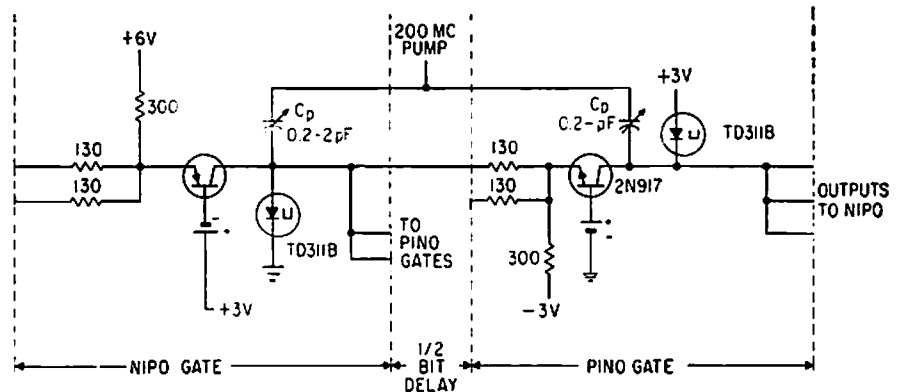 200 MC
PUMP
+6V
300
Cp
0.2-2pF
130
130
TD311B
TO
PINO
GATES
+3V
130
130
Cp
0.2-pF
+3V
TD311B
2N917
300
-3V
OUTPUTS
TO NIPO
NIPO GATE
1/2
BIT
DELAY
PINO GATE